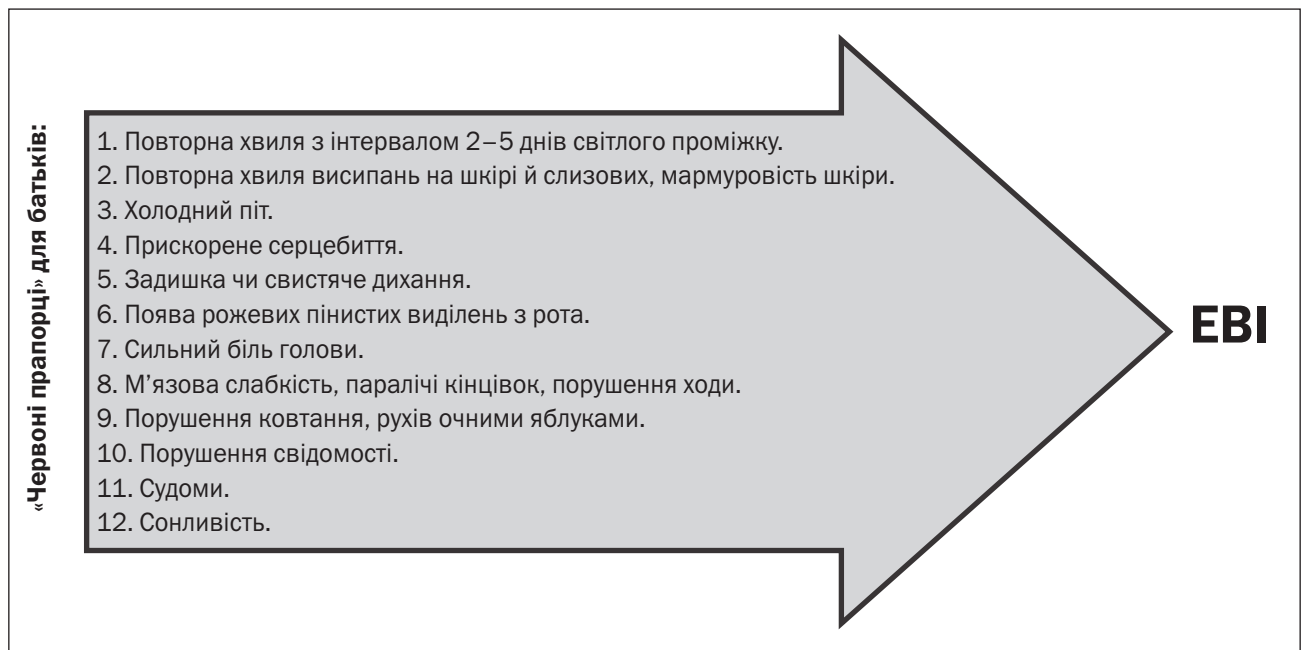 «Червоні прапорці» для батьків:
1. Повторна хвиля з інтервалом 2–5 днів світлого проміжку.
2. Повторна хвиля висипань на шкірі й слизових, мармуровість шкіри.
3. Холодний піт.
4. Прискорене серцебиття.
5. Задишка чи свистяче дихання.
6. Поява рожевих пінистих виділень з рота.
7. Сильний біль голови.
8. М’язова слабкість, паралічі кінцівок, порушення ходи.
9. Порушення ковтання, рухів очними яблуками.
10. Порушення свідомості.
11. Судоми.
12. Сонливість.
ЕВІ